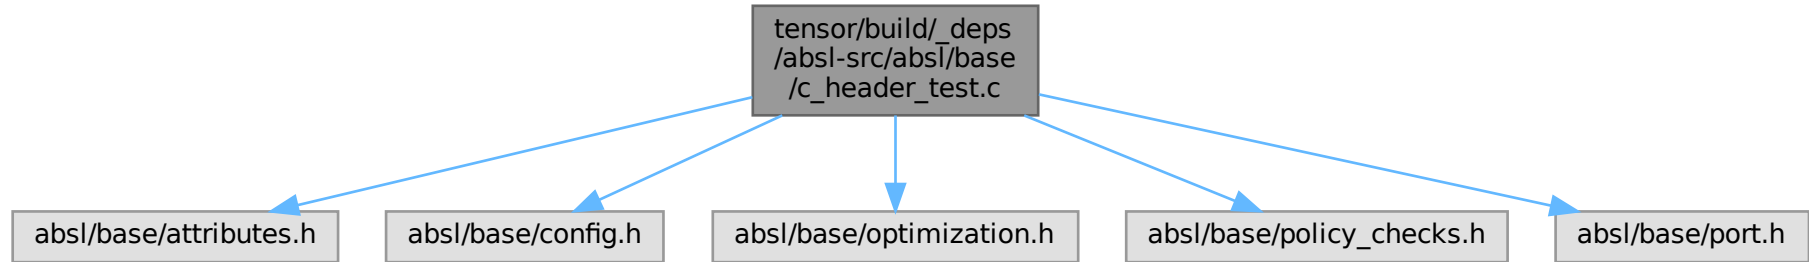 tensor/build/_deps
/absl-src/absl/base
/c_header_test.c
absl/base/attributes.h
absl/base/config.h
absl/base/optimization.h
absl/base/policy_checks.h
absl/base/port.h